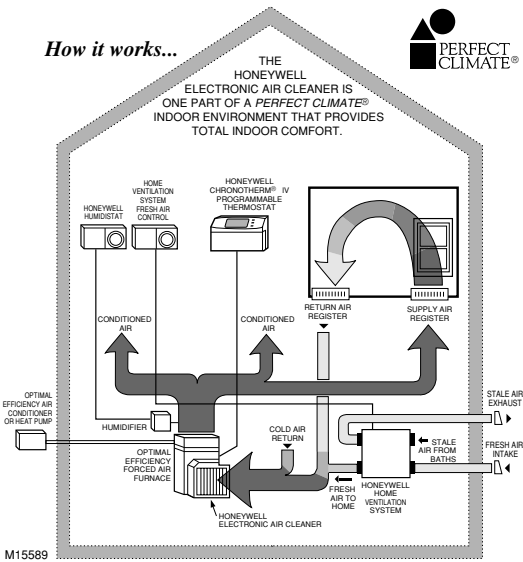 How it works...
PERFECT
CLIMATE®
THE
HONEYWELL
ELECTRONIC AIR CLEANER IS
ONE PART OF A PERFECT CLIMATE®
INDOOR ENVIRONMENT THAT PROVIDES
TOTAL INDOOR COMFORT.
HONEYWELL
HUMIDISTAT
HOME
VENTILATION
SYSTEM
FRESH AIR
CONTROL
HONEYWELL
CHRONOTHERM® IV
PROGRAMMABLE
THERMOSTAT
RETURN AIR
REGISTER
SUPPLY AIR
REGISTER
CONDITIONED
AIR
CONDITIONED
AIR
OPTIMAL
EFFICIENCY AIR
CONDITIONER
OR HEAT PUMP
HUMIDIFIER
OPTIMAL
EFFICIENCY
FORCED AIR
FURNACE
COLD AIR
RETURN
STALE AIR
EXHAUST
STALE
AIR FROM
BATHS
FRESH AIR
INTAKE
FRESH
AIR TO
HOME
HONEYWELL
HOME
VENTILATION
SYSTEM
HONEYWELL
ELECTRONIC AIR CLEANER
M15589